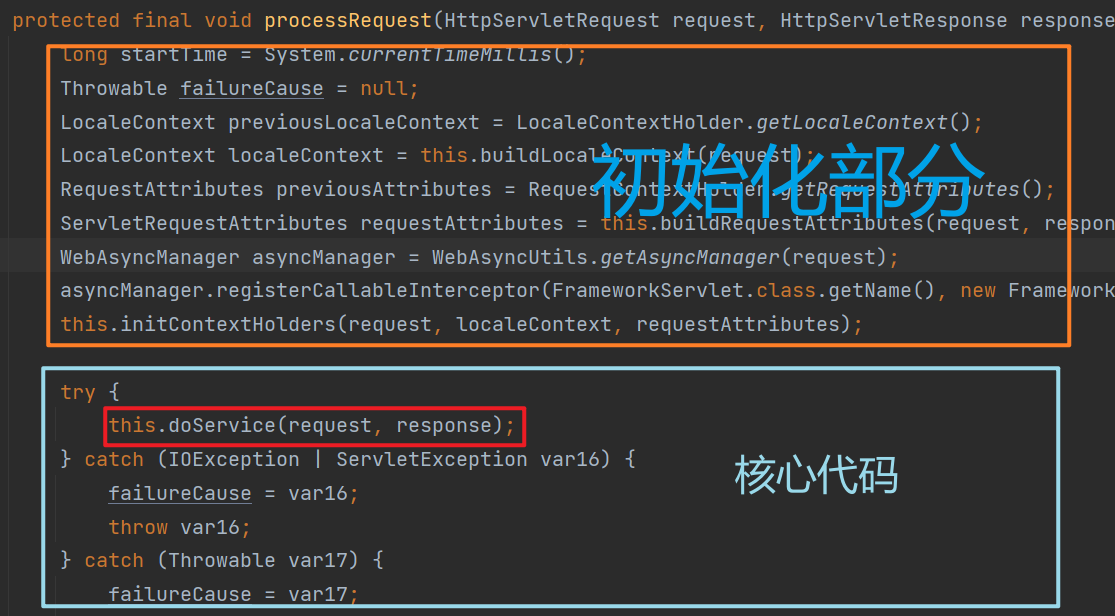 protected final void processRequest(HttpServletRequest request, HttpServletResponse response
long startTime = System.currentTimeMillis();
Throwable failureCause = null;
LocaleContext previousLocaleContext = LocaleContextHolder.getLocaleContext();
LocaleContext localeContext = this.buildLocaleContext(request);
RequestAttributes previousAttributes = RequestContextHolder.getRequestAttributes();
初始化部分
ServletRequestAttributes requestAttributes = this.buildRequestAttributes(request, respon
WebAsyncManager asyncManager = WebAsyncUtils.getAsyncManager(request);
asyncManager.registerCallableInterceptor(FrameworkServlet.class.getName(), new Framework
this.initContextHolders(request, localeContext, requestAttributes);
try {
this.doService(request, response);
} catch (IOException | ServletException var16) {
核心代码
failureCause = var16;
throw var16;
} catch (Throwable var17) {
failureCause = var17;